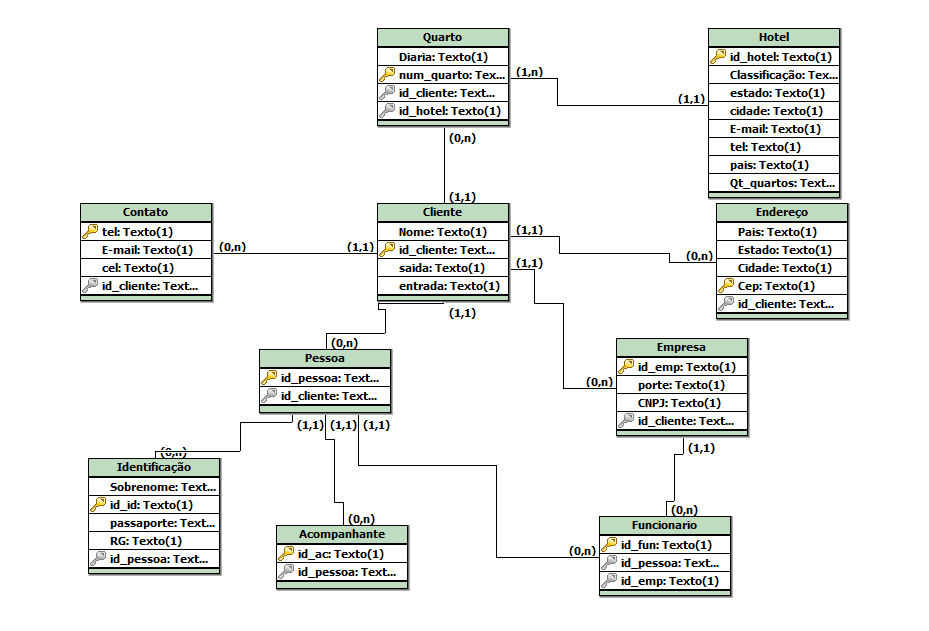 Quarto
Diaria: Texto(1)
num_quarto: Tex...
id_cliente: Text...
id_hotel: Texto(1)
(1,n)
(1,1)
(0,n)
(1,1)
Hotel
id_hotel: Texto(1)
Classificação: Tex...
estado: Texto(1)
cidade: Texto(1)
E-mail: Texto(1)
tel: Texto(1)
pais: Texto(1)
Qt_quartos: Text...
Contato
tel: Texto(1)
E-mail: Texto(1)
cel: Texto(1)
id_cliente: Text...
(0,n)
(1,1)
Cliente
Nome: Texto(1)
id_cliente: Text...
saida: Texto(1)
entrada: Texto(1)
(1,1)
(0,n)
(1,1)
(1,1)
Endereço
Pais: Texto(1)
Estado: Texto(1)
Cidade: Texto(1)
Cep: Texto(1)
id_cliente: Text...
(0,n)
Pessoa
id_pessoa: Text...
id_cliente: Text...
(1,1)
(1,1)
(1,1)
(0,n)
Empresa
id_emp: Texto(1)
porte: Texto(1)
CNPJ: Texto(1)
id_cliente: Text...
(1,1)
(0,n)
Identificação
Sobrenome: Text...
id_id: Texto(1)
passaporte: Text...
RG: Texto(1)
id_pessoa: Text...
(0,n)
Acompanhante
id_ac: Texto(1)
id_pessoa: Text...
(0,n)
(0,n)
Funcionario
id_fun: Texto(1)
id_pessoa: Text...
id_emp: Texto(1)